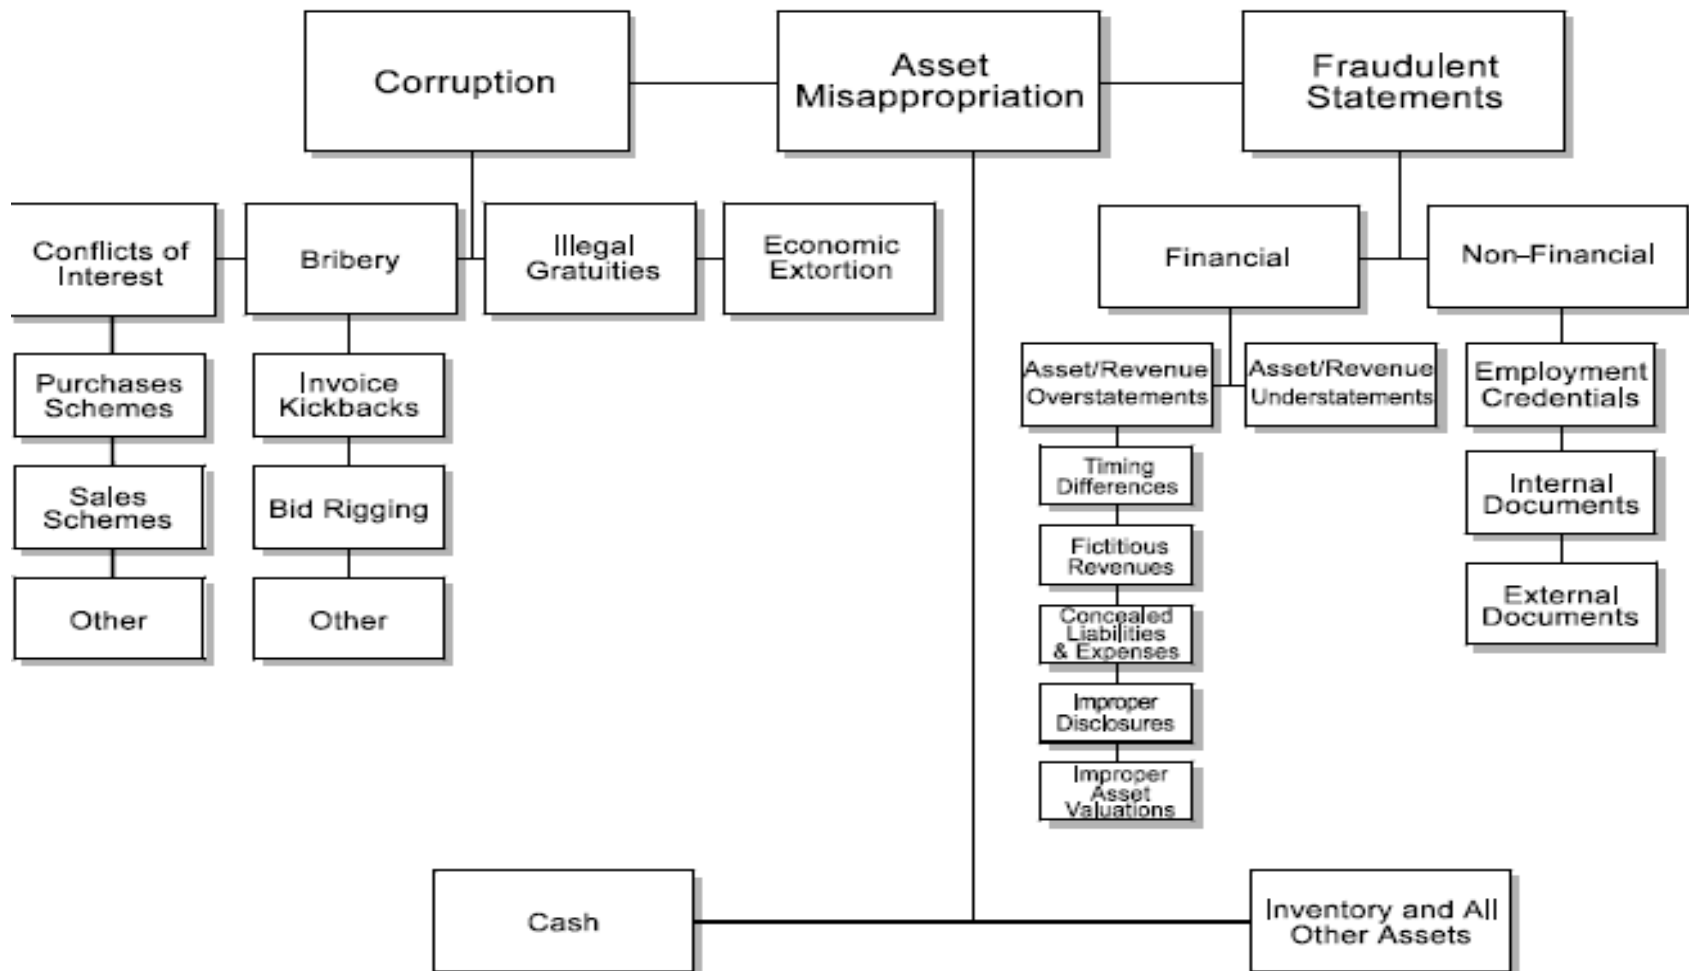 Corruption
Asset
Misappropriation
Fraudulent
Statements
Conflicts of
Interest
Bribery
Illegal
Gratuities
Economic
Extortion
Financial
Non–Financial
Purchases
Schemes
Invoice
Kickbacks
Asset/Revenue
Overstatements
Asset/Revenue
Understatements
Employment
Credentials
Sales
Schemes
Bid Rigging
Timing
Differences
Internal
Documents
Fictitious
Revenues
Other
Other
Concealed
Liabilities
& Expenses
External
Documents
Improper
Disclosures
Improper
Asset
Valuations
Cash
Inventory and All
Other Assets